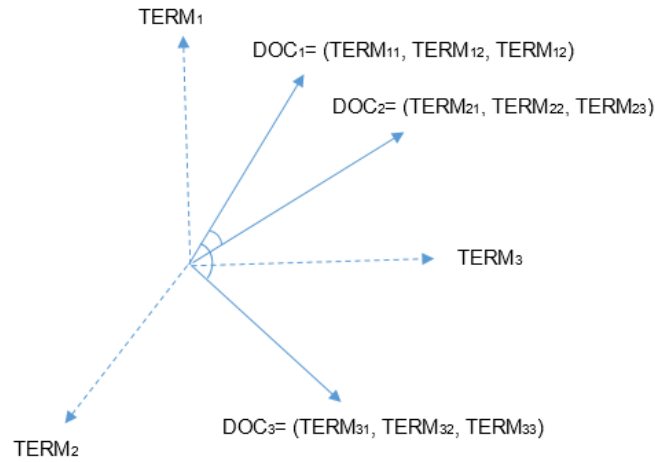 TERM₁
DOC₁= (TERM₁₁, TERM₁₂, TERM₁₂)
DOC₂= (TERM₂₁, TERM₂₂, TERM₂₃)
TERM₃
DOC₃= (TERM₃₁, TERM₃₂, TERM₃₃)
TERM₂